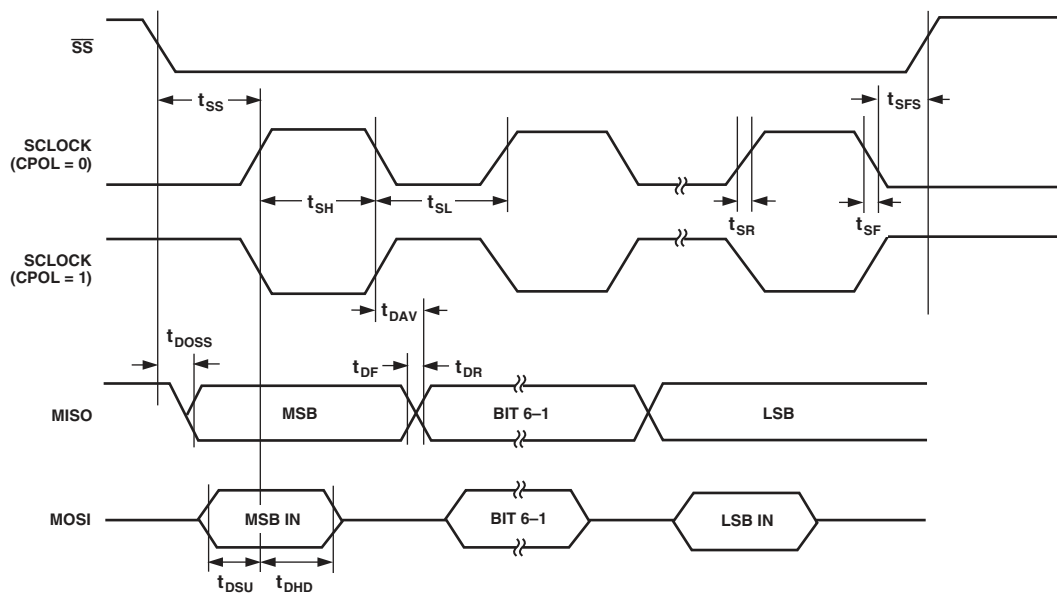 SS
tSS
tSFS
SCLOCK
(CPOL = 0)
tSH
tSL
tSR
tSF
SCLOCK
(CPOL = 1)
tDAV
tDOSS
tDF
tDR
MISO
MSB
BIT 6–1
LSB
MOSI
MSB IN
BIT 6–1
LSB IN
tDSU
tDHD